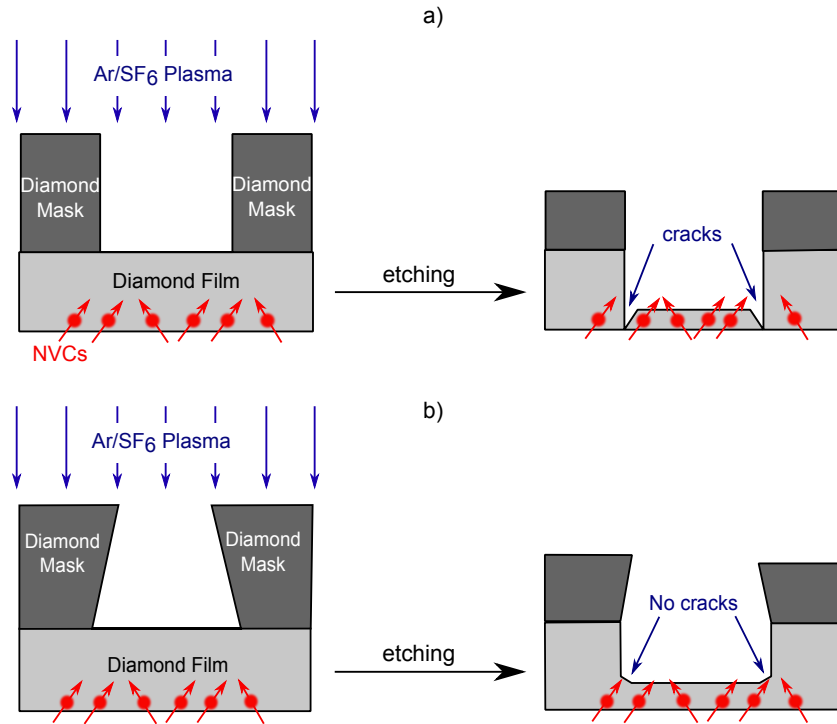 a)
Ar/SF6 Plasma
Diamond
Mask
Diamond
Mask
Diamond Film
NVCs
etching
cracks
b)
Ar/SF6 Plasma
Diamond
Mask
Diamond
Mask
Diamond Film
etching
No cracks